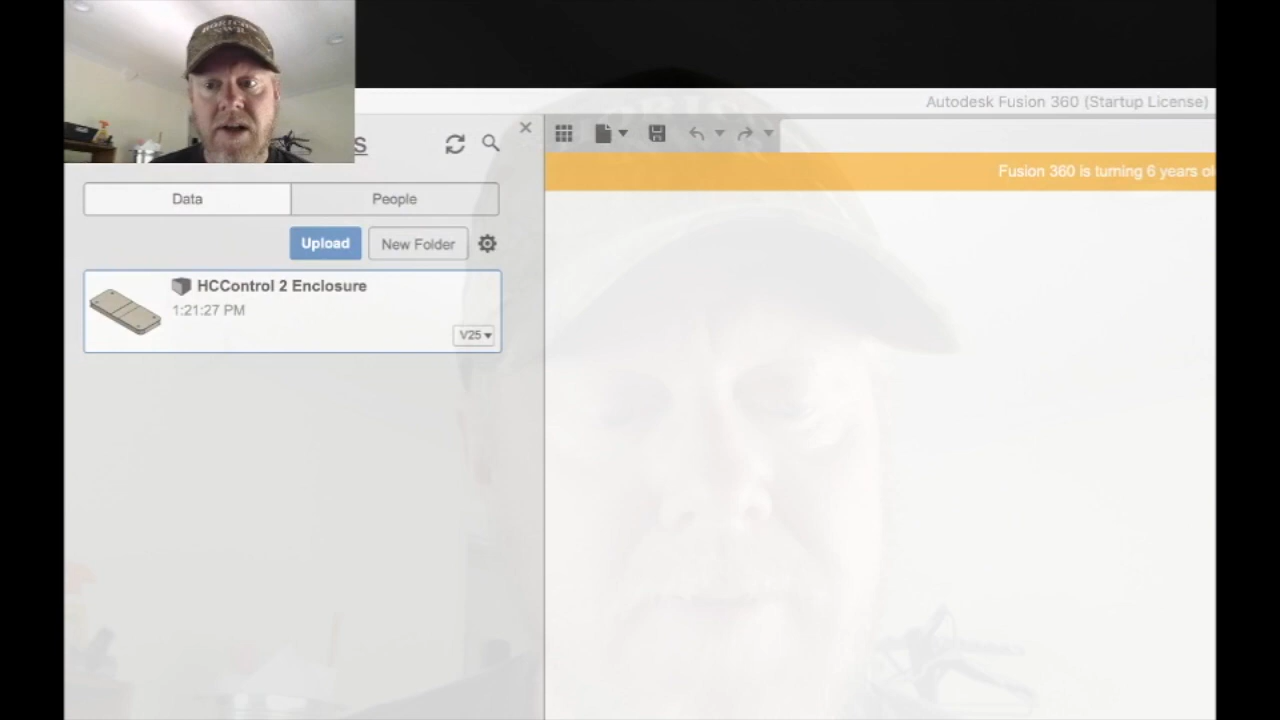 Autodesk Fusion 360 (Startup License)
S
Fusion 360 is turning 6 years ol
Data
People
Upload
New Folder
HCControl 2 Enclosure
1:21:27 PM
V25